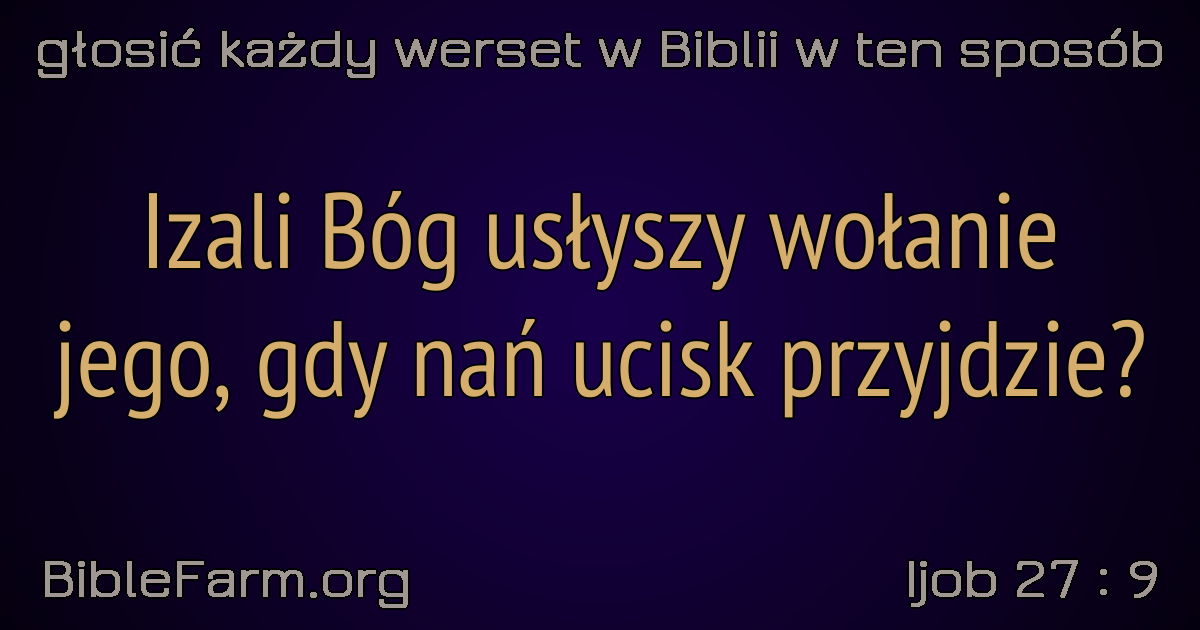 głosić każdy werset w Biblii w ten sposób
Izali Bóg usłyszy wołanie
jego, gdy nań ucisk przyjdzie?
BibleFarm.org
Ijob 27 : 9